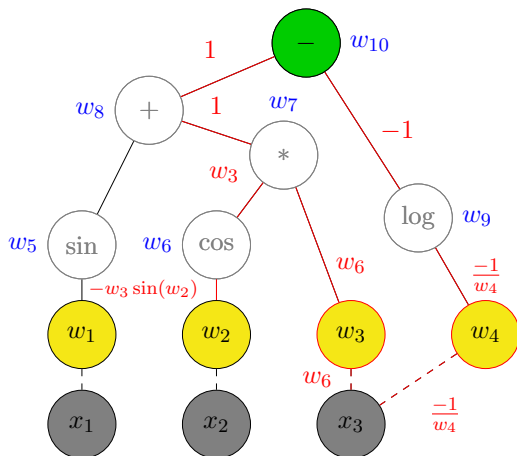 1
−
w₁₀
w₈
+
1
w₇
*
−1
w₃
w₅
sin
w₆
cos
log
w₉
−w₃ sin(w₂)
w₆
−1/w₄
w₁
w₂
w₃
w₄
w₆
−1/w₄
x₁
x₂
x₃